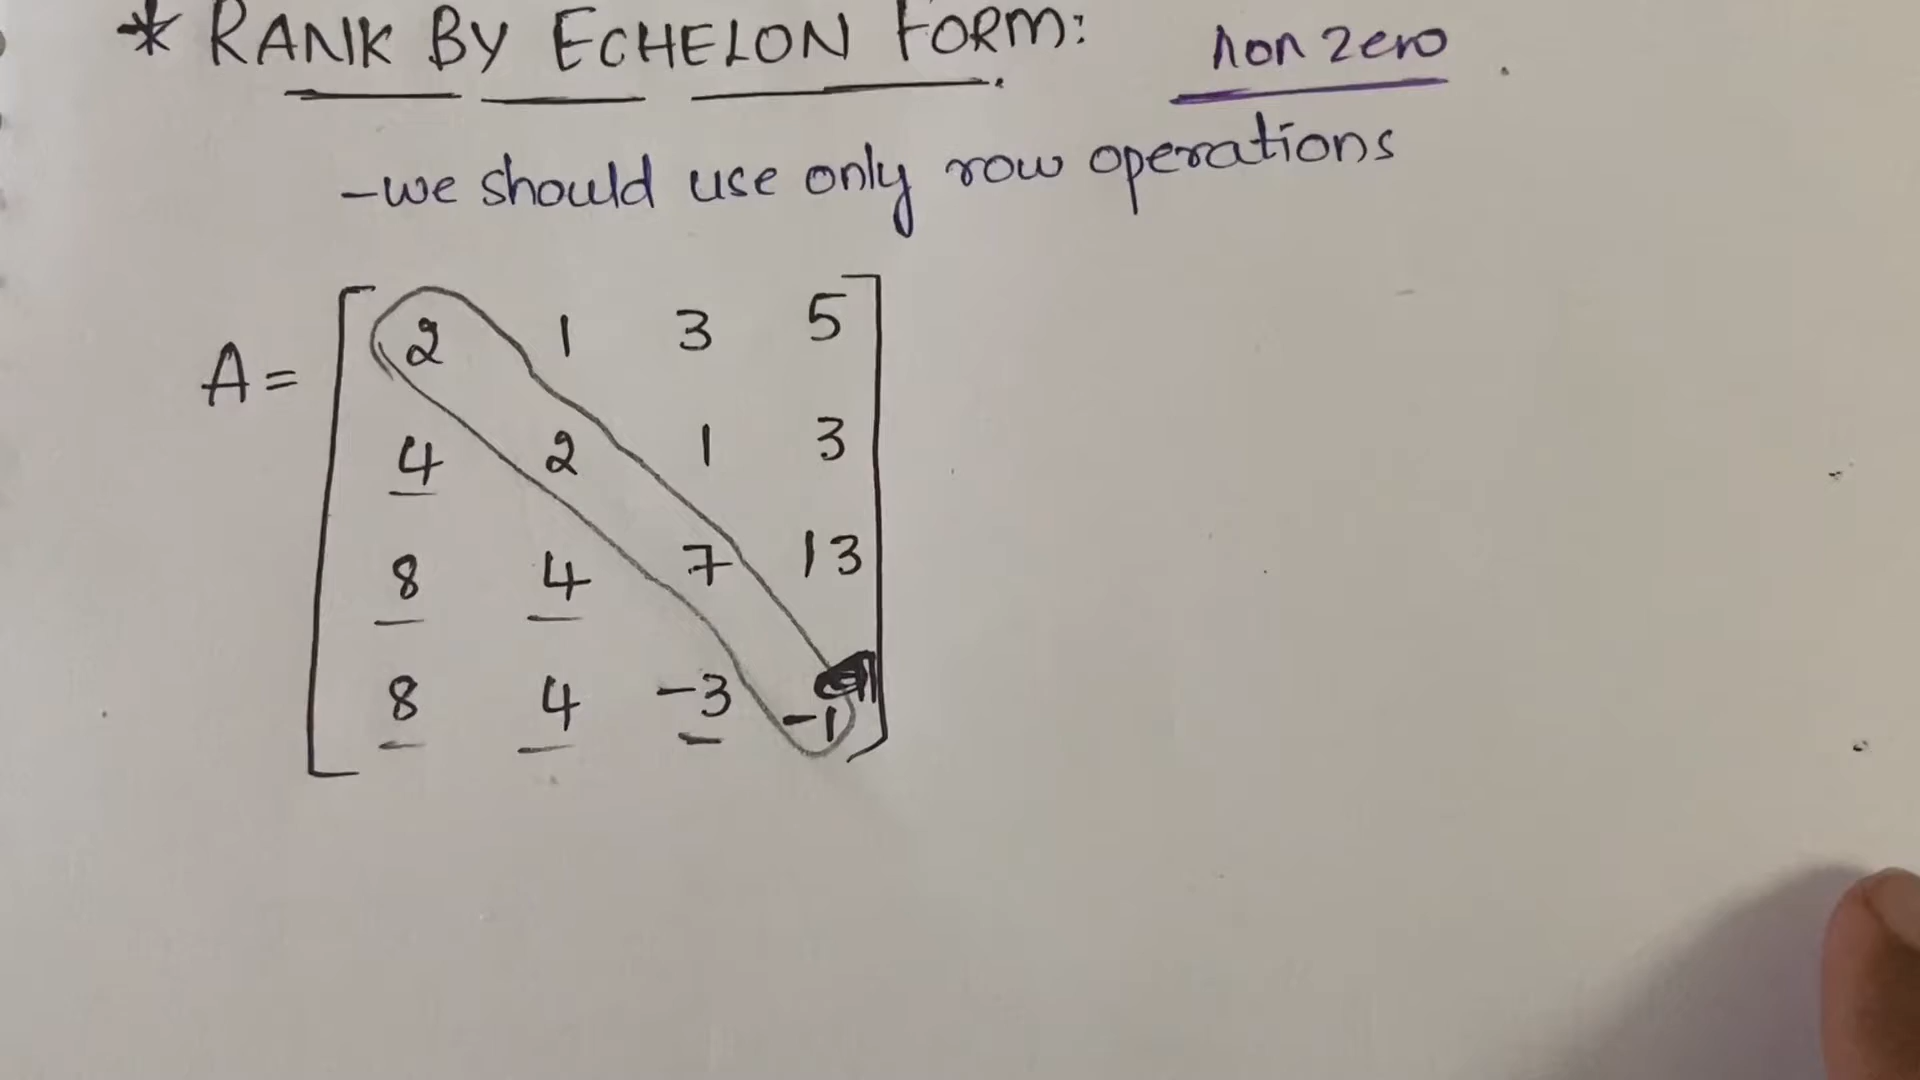 * RANK BY ECHELON FORM:
non zero
-we should use only row operations
A=
2 1 3 5
4 2 1 3
8 4 7 13
8 4 -3 -1